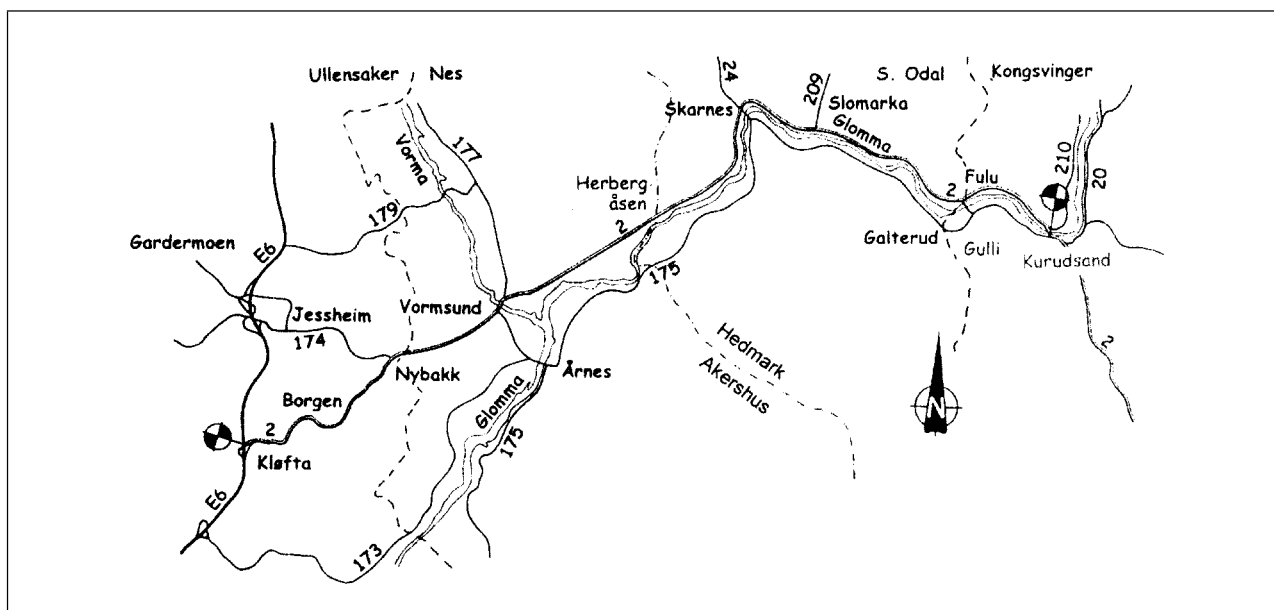 Ullensaker
Nes
24
209
S. Odal
Kongsvinger
Skarnes
Slomarka
Glomma
177
Vorma
210
20
Herberg
åsen
2
Fulu
179
2
Gardermoen
E6
Galterud
Gulli
Kurudsand
175
Vormsund
Jessheim
174
Hedmark
Akershus
2
Nybakk
Årnes
Borgen
Glomma
N
2
175
Kløfta
E6
173